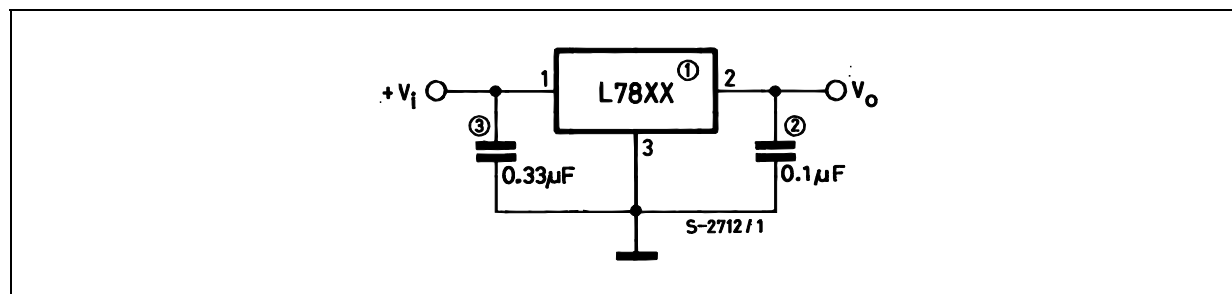 +Vi
1
L78XX
①
2
Vo
③
0.33µF
3
②
0.1µF
S-2712/1